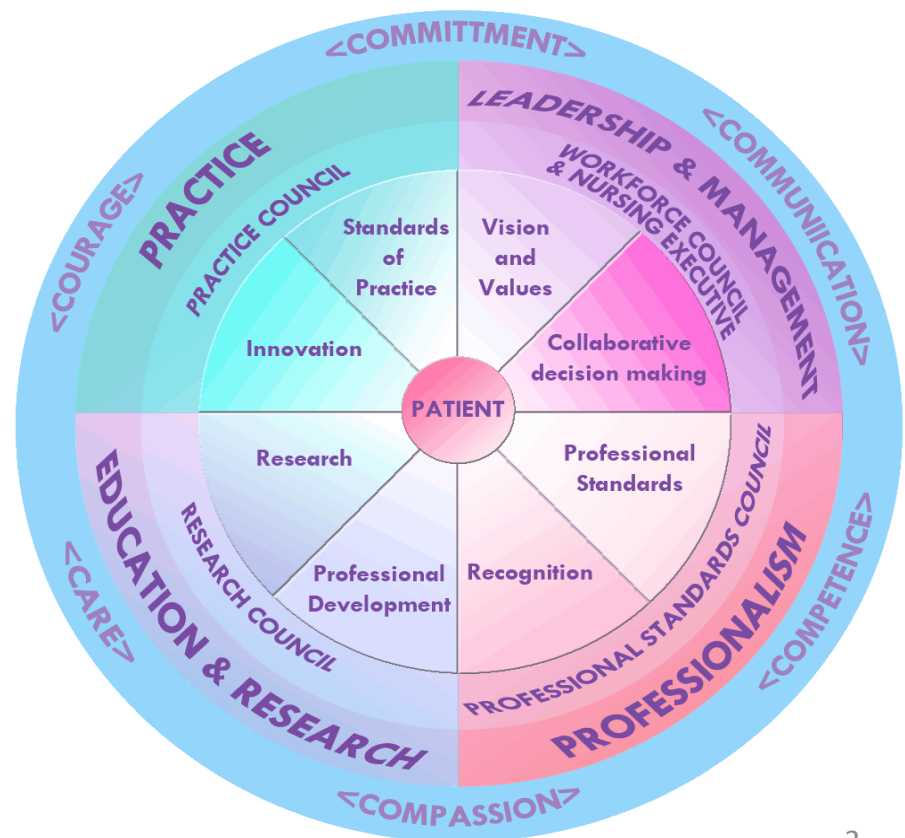 <COMMITTMENT>
<COMMUNIICATION>
<COMPETENCE>
<COMPASSION>
<CARE>
<COURAGE>
PRACTICE
PRACTICE COUNCIL
Standards
of
Practice
Innovation
LEADERSHIP & MANAGEMENT
WORKFORCE COUNCIL
& NURSING EXECUTIVE
Vision
and
Values
Collaborative
decision making
PATIENT
EDUCATION & RESEARCH
RESEARCH COUNCIL
Research
Professional
Development
PROFESSIONALISM
PROFESSIONAL STANDARDS COUNCIL
Professional
Standards
Recognition